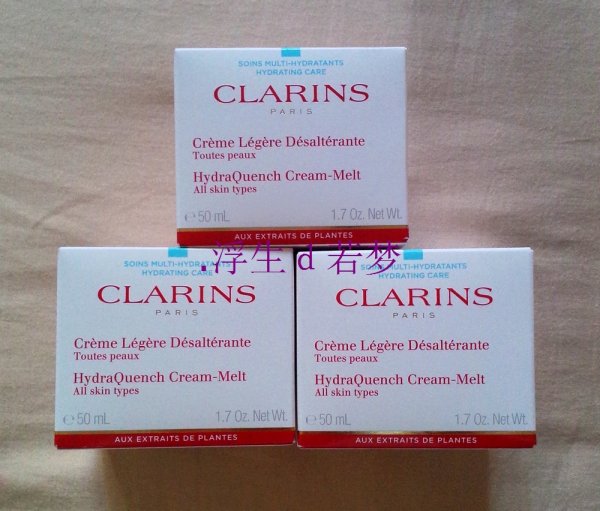 SOINS MULTI-HYDRATANTS
HYDRATING CARE
CLARINS
PARIS
Crème Légère Désaltérante
Toutes peaux
HydraQuench Cream-Melt
All skin types
℮ 50 mL 1.7 Oz. Net Wt.
AUX EXTRAITS DE PLANTES
.浮生d若梦
SOINS MULTI-HYDRATANTS
HYDRATING CARE
CLARINS
PARIS
Crème Légère Désaltérante
Toutes peaux
HydraQuench Cream-Melt
All skin types
℮ 50 mL 1.7 Oz. Net Wt.
AUX EXTRAITS DE PLANTES
SOINS MULTI-HYDRATANTS
HYDRATING CARE
CLARINS
PARIS
Crème Légère Désaltérante
Toutes peaux
HydraQuench Cream-Melt
All skin types
℮ 50 mL 1.7 Oz. Net Wt.
AUX EXTRAITS DE PLANTES